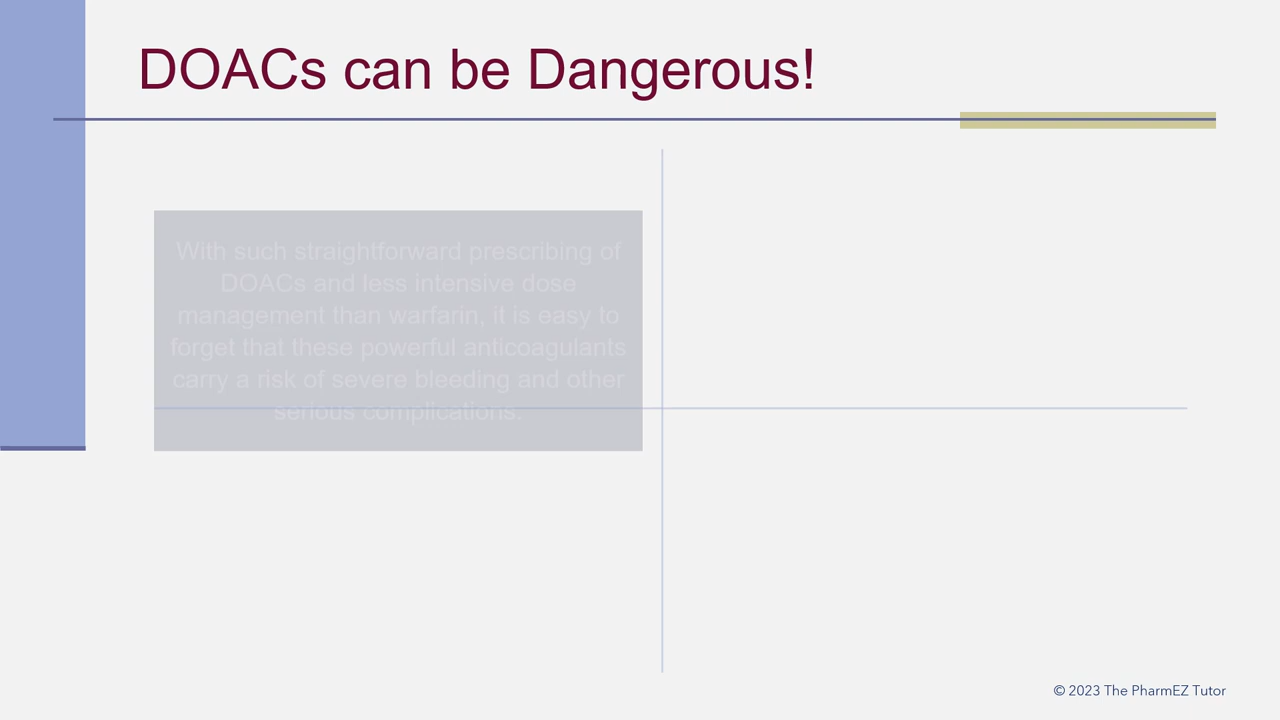 DOACs can be Dangerous!
With such straightforward prescribing of
DOACs and less intensive dose
management than warfarin, it is easy to
forget that these powerful anticoagulants
carry a risk of severe bleeding and other
serious complications.
© 2023 The PharmEZ Tutor